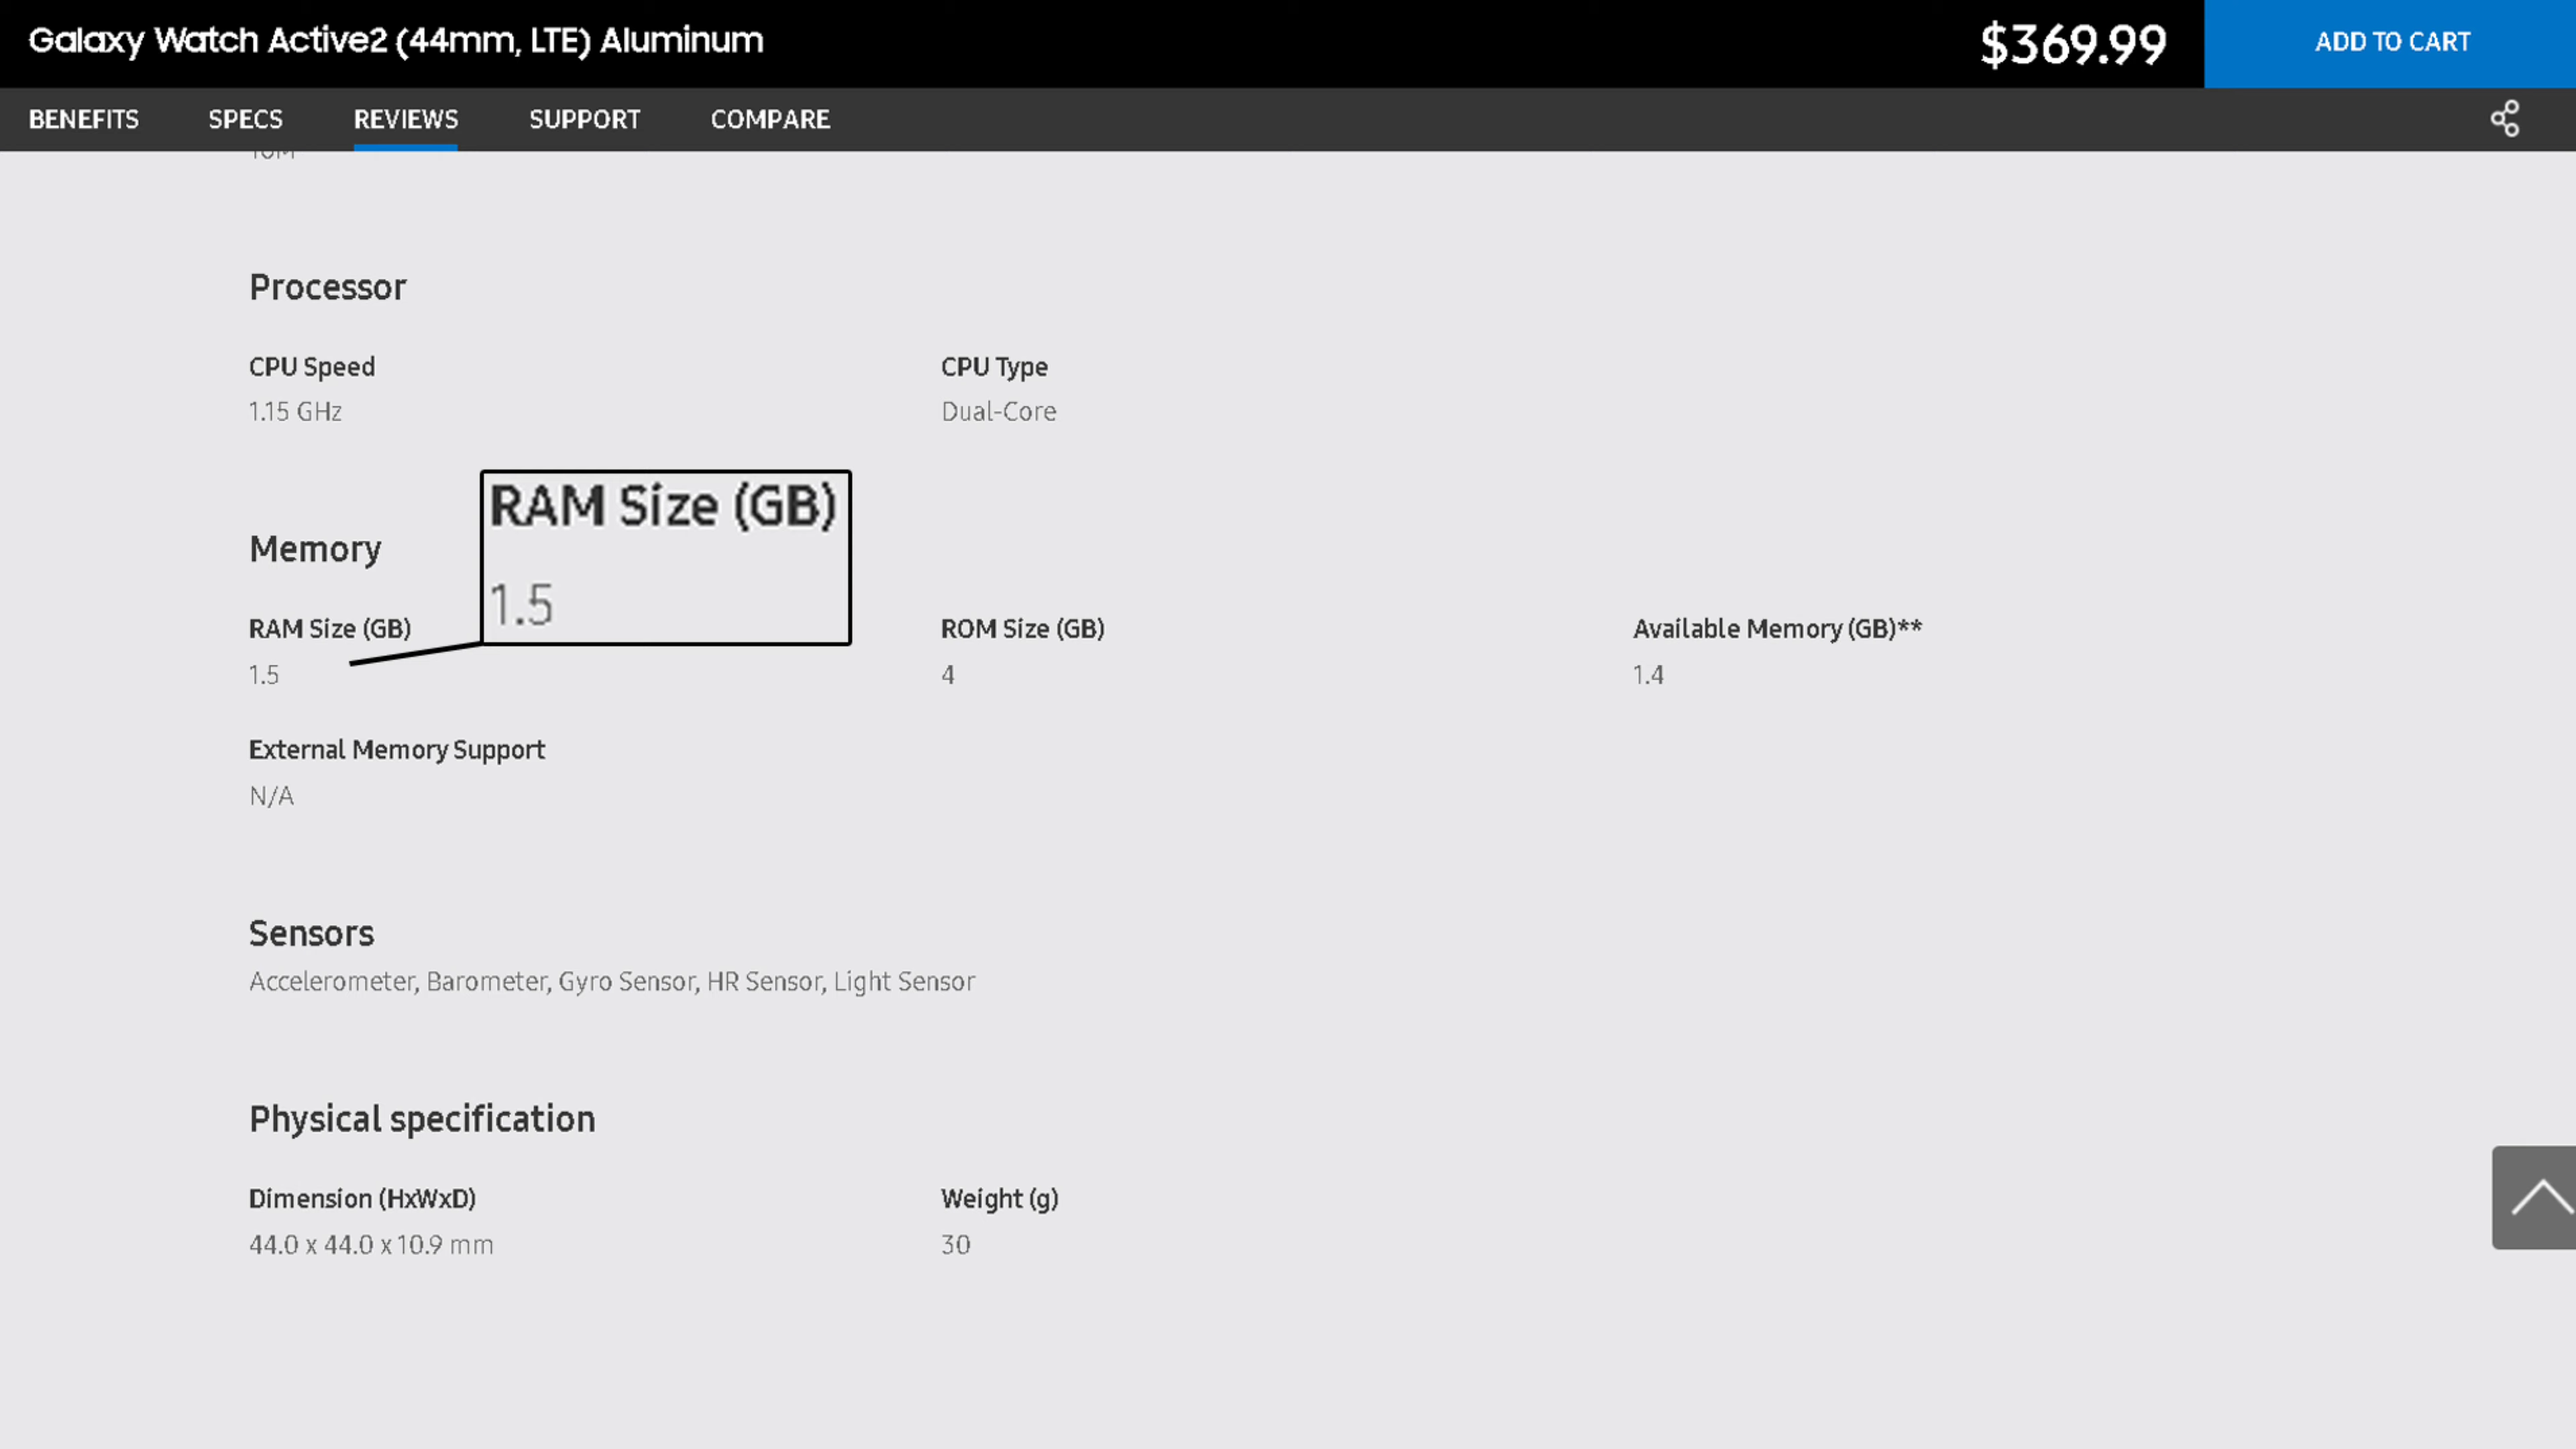 Galaxy Watch Active2 (44mm, LTE) Aluminum
$369.99
ADD TO CART
BENEFITS
SPECS
REVIEWS
SUPPORT
COMPARE
Processor
CPU Speed
CPU Type
1.15 GHz
Dual-Core
RAM Size (GB)
1.5
Memory
RAM Size (GB)
ROM Size (GB)
Available Memory (GB)**
1.5
4
1.4
External Memory Support
N/A
Sensors
Accelerometer, Barometer, Gyro Sensor, HR Sensor, Light Sensor
Physical specification
Dimension (HxWxD)
Weight (g)
44.0 x 44.0 x 10.9 mm
30